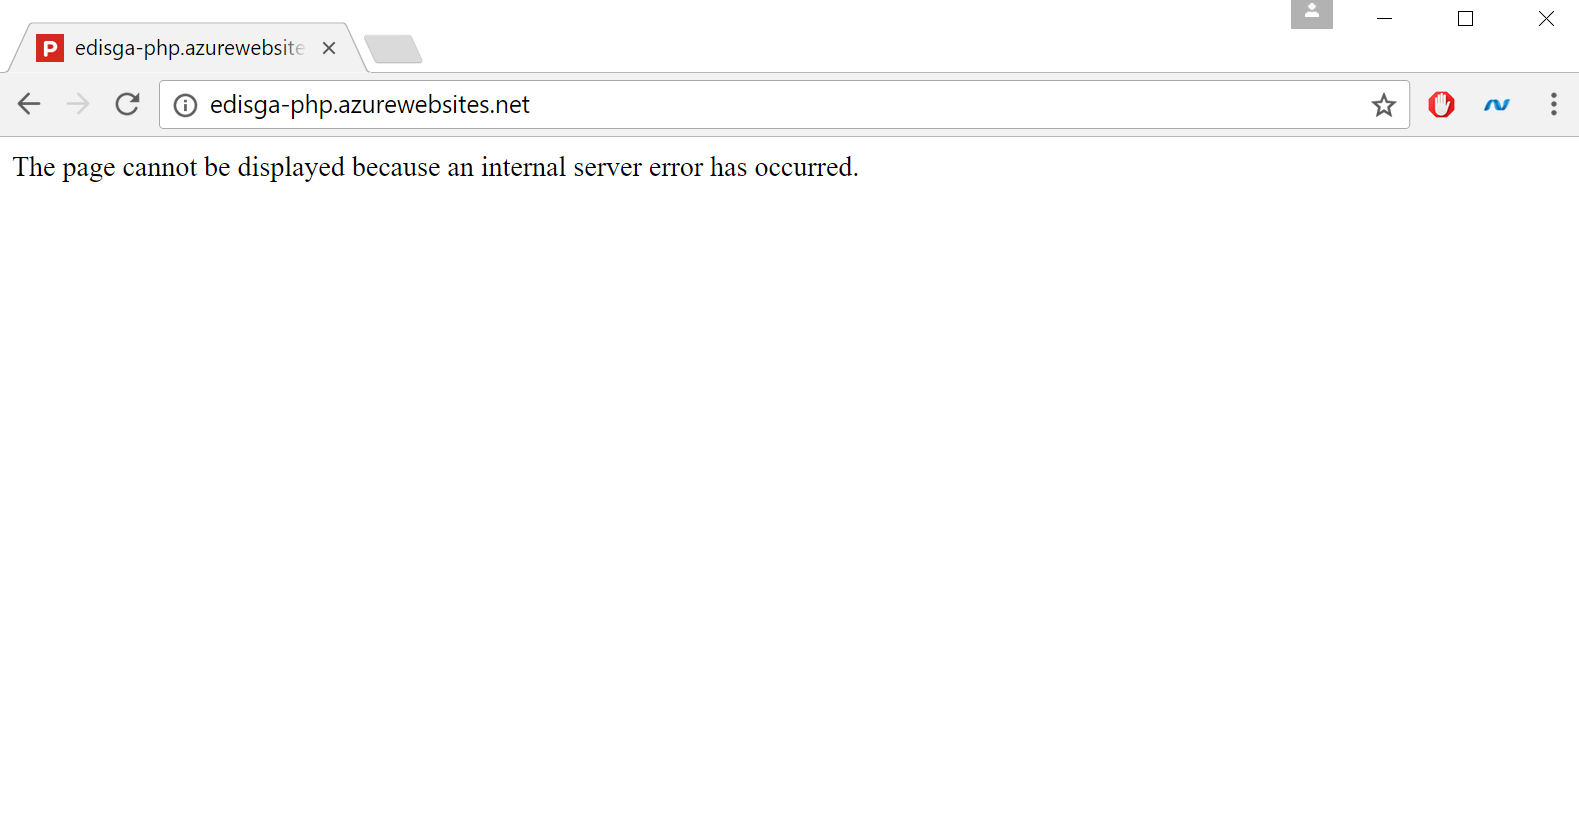 edisga-php.azurewebsite
edisga-php.azurewebsites.net
The page cannot be displayed because an internal server error has occurred.